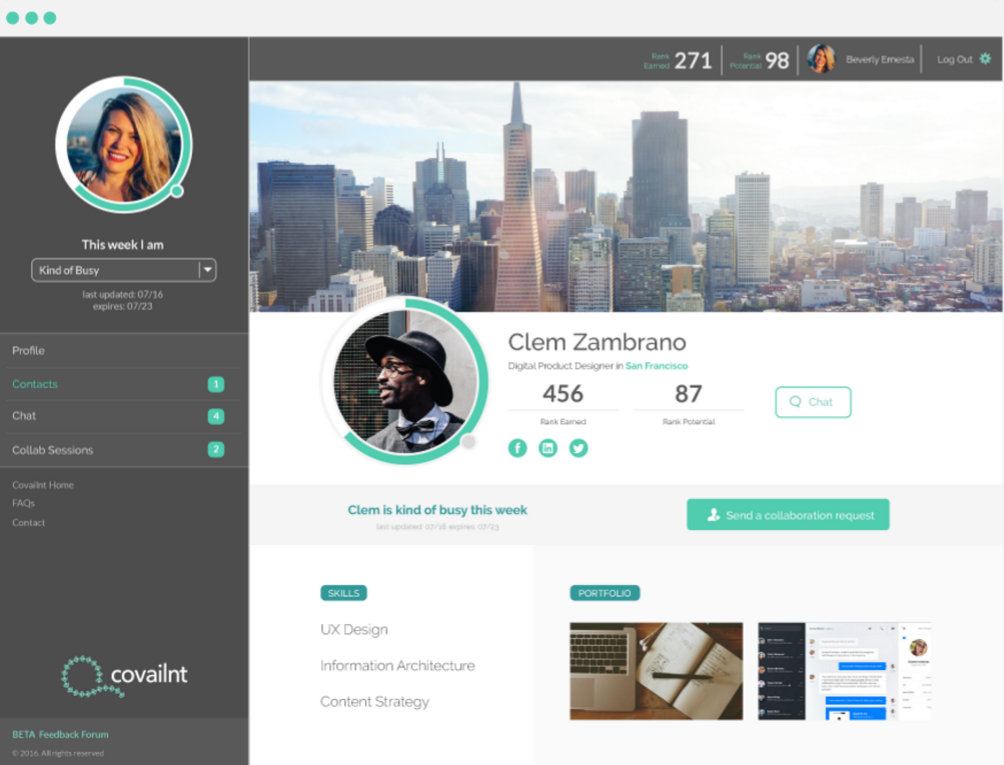 Rank Earned 271
Rank Potential 98
Beverly Ernesta
Log Out
This week I am
Kind of Busy
last updated: 07/16
expires: 07/23
Profile
Contacts 1
Chat 4
Collab Sessions 2
Covailnt Home
FAQs
Contact
covailnt
BETA Feedback Forum
© 2016. All rights reserved
Clem Zambrano
Digital Product Designer in San Francisco
456
Rank Earned
87
Rank Potential
Chat
Clem is kind of busy this week
last updated: 07/16 expires: 07/23
Send a collaboration request
SKILLS
UX Design
Information Architecture
Content Strategy
PORTFOLIO